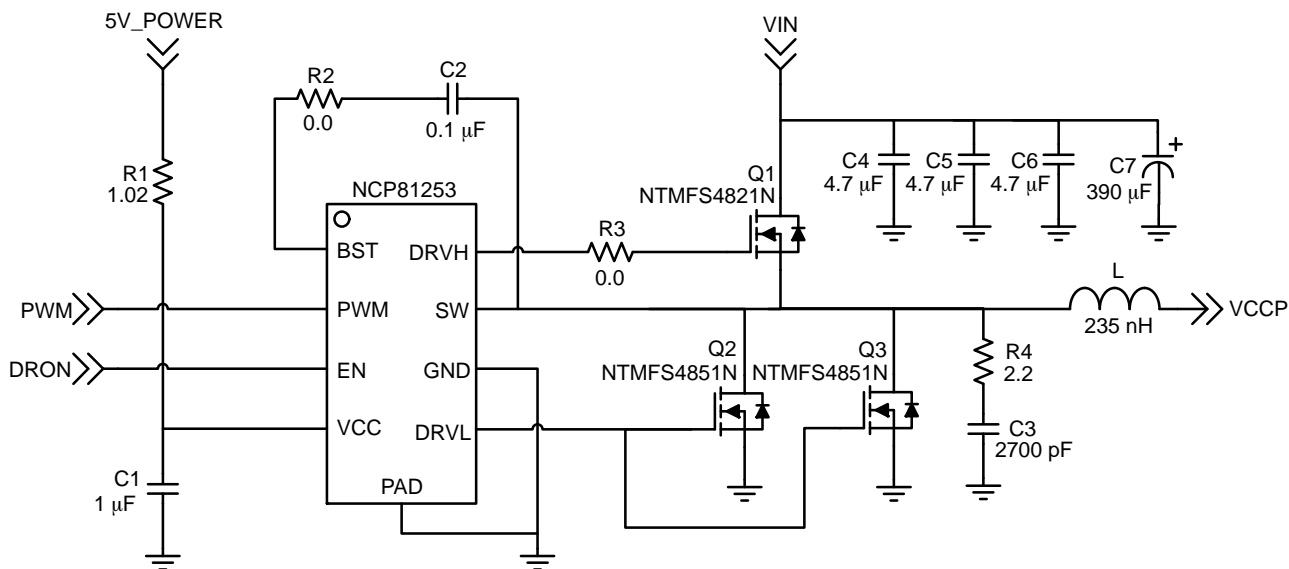 5V_POWER
VIN
R2
0.0
C2
0.1 μF
R1
1.02
NCP81253
BST
PWM
EN
VCC
DRVH
SW
GND
DRVL
PAD
R3
0.0
Q1
NTMFS4821N
C4
4.7 μF
C5
4.7 μF
C6
4.7 μF
C7
390 μF
+
PWM
DRON
L
235 nH
VCCP
Q2
NTMFS4851N
Q3
NTMFS4851N
R4
2.2
C3
2700 pF
C1
1 μF